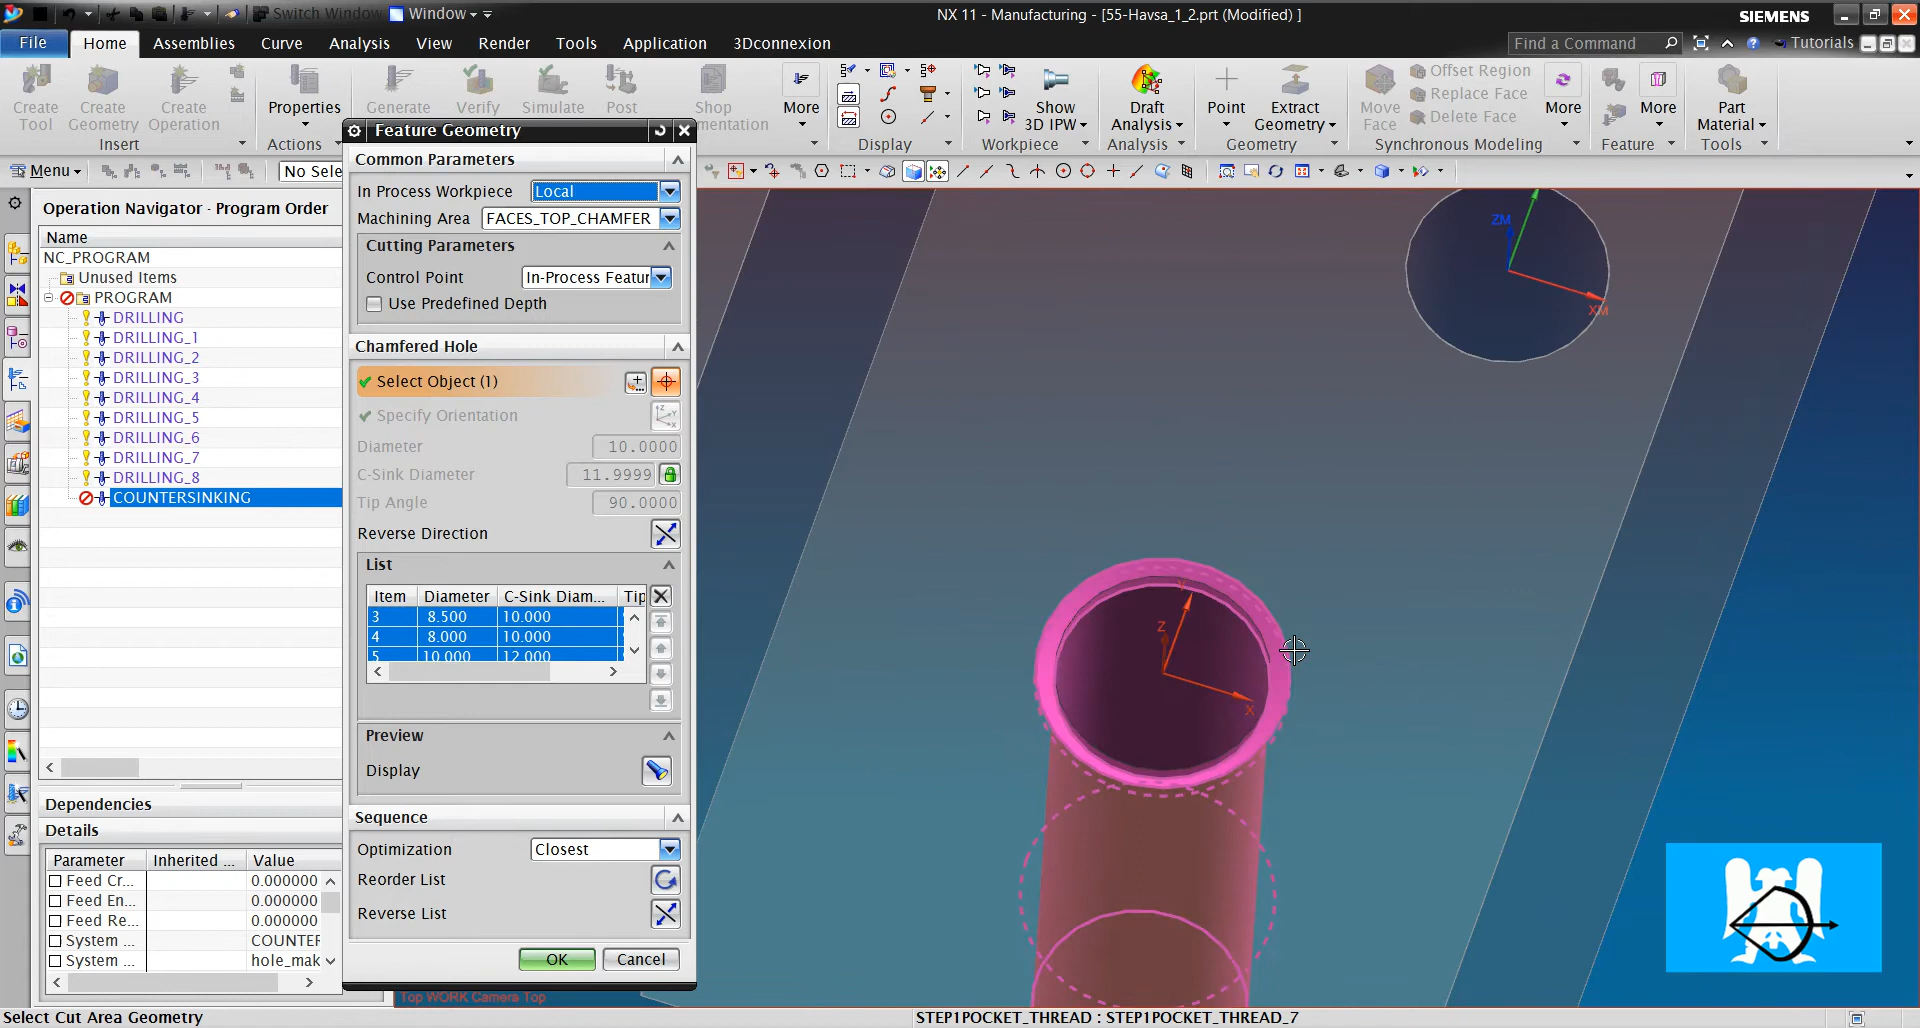 Switch Window Window NX 11 - Manufacturing - [55-Havsa_1_2.prt (Modified) ] SIEMENS
File Home Assemblies Curve Analysis View Render Tools Application 3Dconnexion Find a Command Tutorials
Create Tool
Create Geometry
Create Operation
Insert
Properties
Actions
Generate
Verify
Simulate
Post
Shop
mentation
More
Display
Show 3D IPW
Workpiece
Draft Analysis
Analysis
Point
Extract Geometry
Geometry
Move Face
Offset Region
Replace Face
Delete Face
More
Synchronous Modeling
More
Feature
Part Material
Tools
Menu No Sele
Operation Navigator - Program Order
Name
NC_PROGRAM
Unused Items
PROGRAM
DRILLING
DRILLING_1
DRILLING_2
DRILLING_3
DRILLING_4
DRILLING_5
DRILLING_6
DRILLING_7
DRILLING_8
COUNTERSINKING
Dependencies
Details
Parameter Inherited ... Value
Feed Cr... 0.000000
Feed En... 0.000000
Feed Re... 0.000000
System ... COUNTEF
System ... hole_mak
Feature Geometry
Common Parameters
In Process Workpiece Local
Machining Area FACES_TOP_CHAMFER
Cutting Parameters
Control Point In-Process Featur
Use Predefined Depth
Chamfered Hole
Select Object (1)
Specify Orientation
Diameter 10.0000
C-Sink Diameter 11.9999
Tip Angle 90.0000
Reverse Direction
List
Item Diameter C-Sink Diam... Tip
3 8.500 10.000
4 8.000 10.000
5 10.000 12.000
Preview
Display
Sequence
Optimization Closest
Reorder List
Reverse List
OK Cancel
ZM
XM
Y
Z
X
Top WORK Camera Top
Select Cut Area Geometry STEP1POCKET_THREAD : STEP1POCKET_THREAD_7